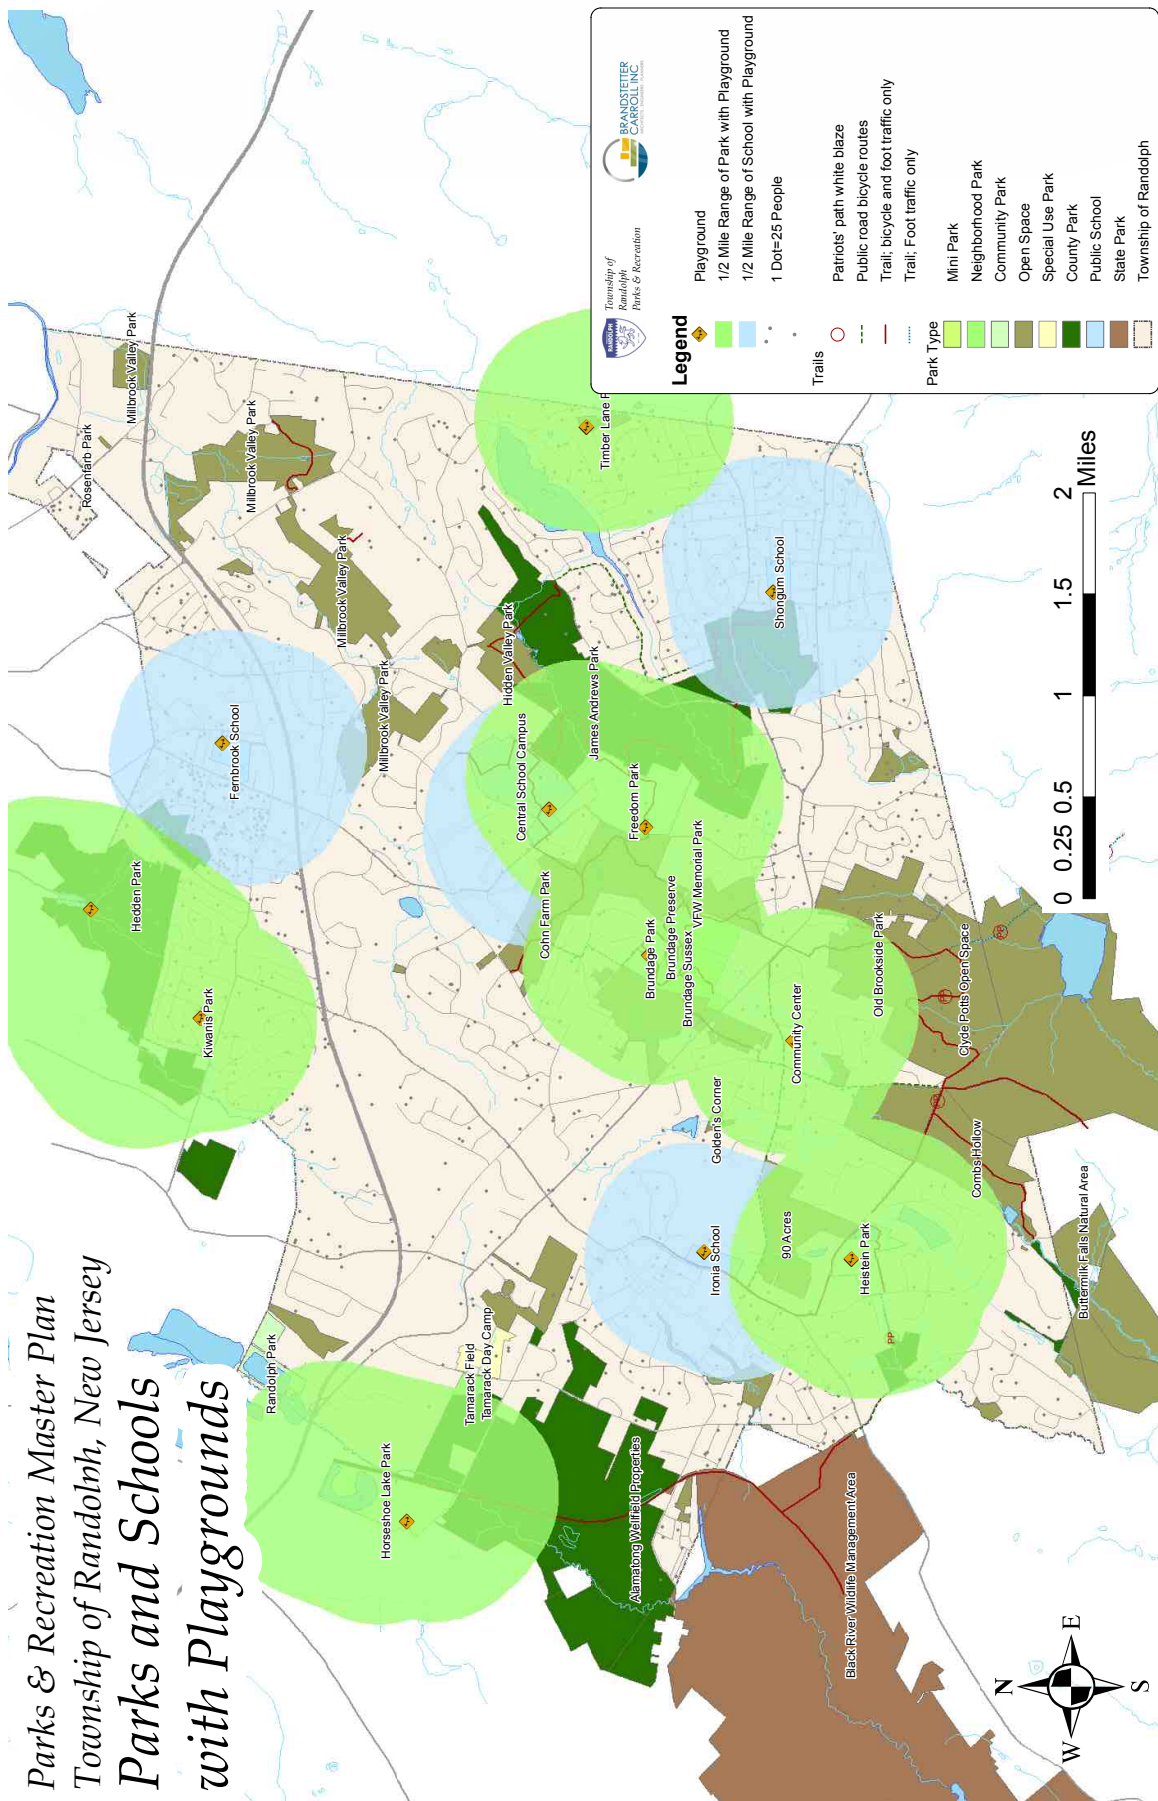 Parks & Recreation Master Plan
Township of Randolph, New Jersey
Parks and Schools
with Playgrounds
Rosenfarb Park
Millbrook Valley Park
Millbrook Valley Park
Millbrook Valley Park
Millbrook Valley Park
Fernbrook School
Hedden Park
Kiwanis Park
Randolph Park
Horseshoe Lake Park
Tamarack Field
Tamarack Day Camp
Alamatong Wellfield Properties
Black River Wildlife Management Area
Hidden Valley Park
Central School Campus
James Andrews Park
Freedom Park
Cohn Farm Park
Brundage Park
Brundage Preserve
Brundage Sussex
VFW Memorial Park
Timber Lane
Shongum School
Community Center
Old Brookside Park
Clyde Potts Open Space
Golden's Corner
Ironia School
90 Acres
Heistein Park
Combs Hollow
Buttermilk Falls Natural Area
PP
PP
PP
PP
Township of
Randolph
Parks & Recreation
RANDOLPH
BRANDSTETTER
CARROLL INC
Legend
Playground
1/2 Mile Range of Park with Playground
1/2 Mile Range of School with Playground
1 Dot=25 People
Trails
Patriots' path white blaze
Public road bicycle routes
Trail; bicycle and foot traffic only
Trail; Foot traffic only
Park Type
Mini Park
Neighborhood Park
Community Park
Open Space
Special Use Park
County Park
Public School
State Park
Township of Randolph
0 0.25 0.5 1 1.5 2
Miles
N
W
E
S